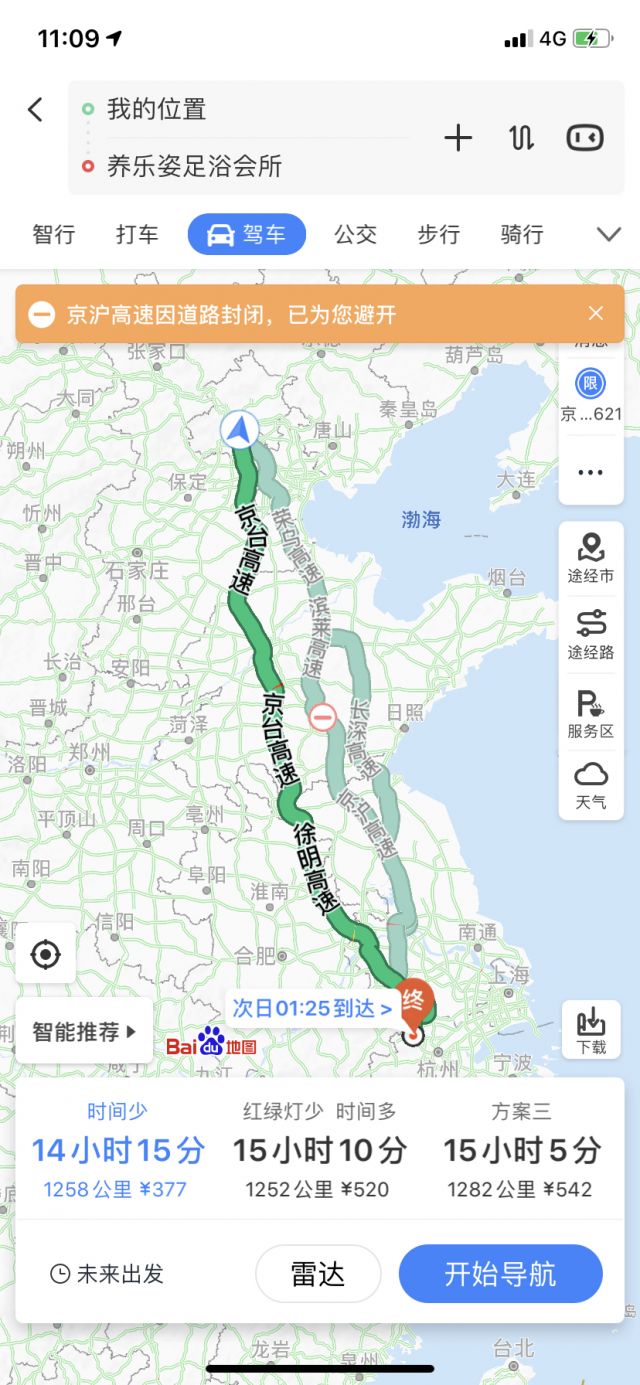 11:09
4G
我的位置
养乐姿足浴会所
智行 打车 驾车 公交 步行 骑行
京沪高速因道路封闭，已为您避开
张家口
葫芦岛
限
京...621
大同
秦皇岛
唐山
朔州
保定
大连
渤海
忻州
京台高速
荣乌高速
途经市
晋中
石家庄
烟台
邢台
滨莱高速
途经路
长治
安阳
晋城
京台高速
长深高速
日照
P
服务区
菏泽
郑州
洛阳
天气
京沪高速
平顶山
周口
亳州
徐明高速
南阳
阜阳
淮南
信阳
南通
合肥
上海
次日01:25到达 >
终
智能推荐
Bai du 地图
下载
杭州
宁波
九江
时间少 红绿灯少 时间多 方案三
14小时15分 15小时10分 15小时5分
1258公里 ¥377 1252公里 ¥520 1282公里 ¥542
未来出发 雷达 开始导航
龙岩
泉州
台北